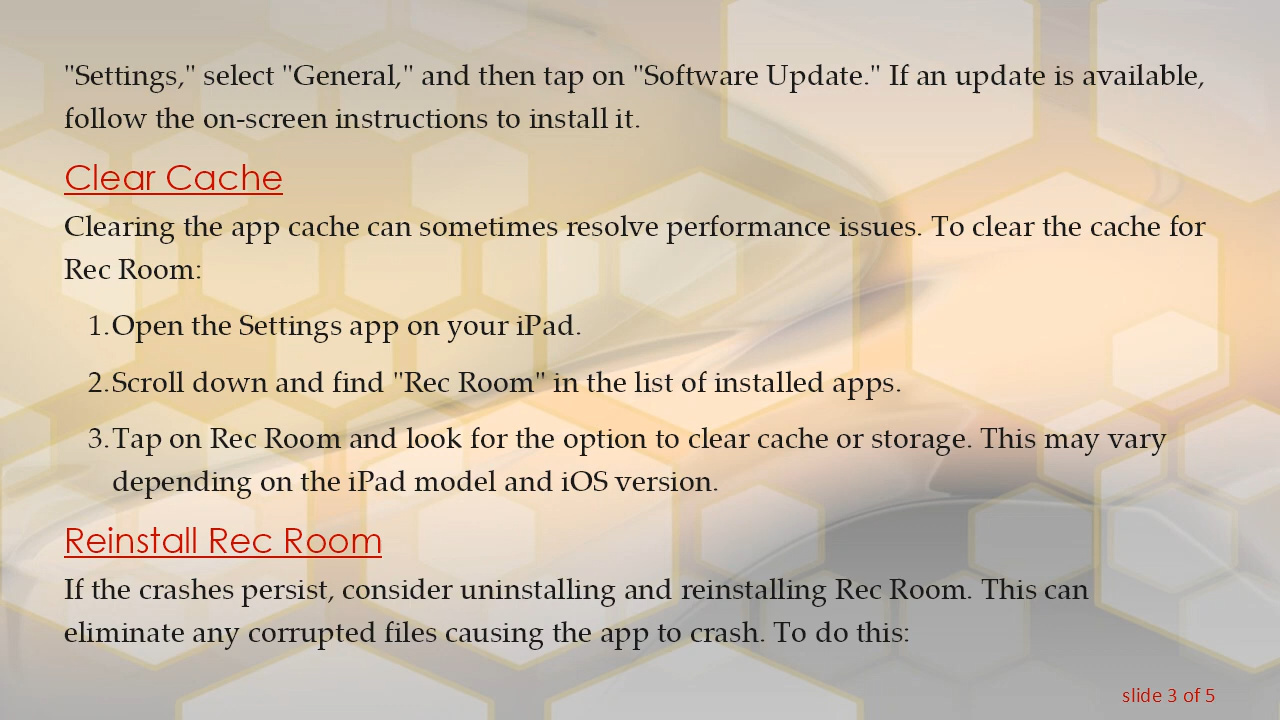 "Settings," select "General," and then tap on "Software Update." If an update is available,
follow the on-screen instructions to install it.
Clear Cache
Clearing the app cache can sometimes resolve performance issues. To clear the cache for
Rec Room:
1. Open the Settings app on your iPad.
2. Scroll down and find "Rec Room" in the list of installed apps.
3. Tap on Rec Room and look for the option to clear cache or storage. This may vary
depending on the iPad model and iOS version.
Reinstall Rec Room
If the crashes persist, consider uninstalling and reinstalling Rec Room. This can
eliminate any corrupted files causing the app to crash. To do this:
slide 3 of 5